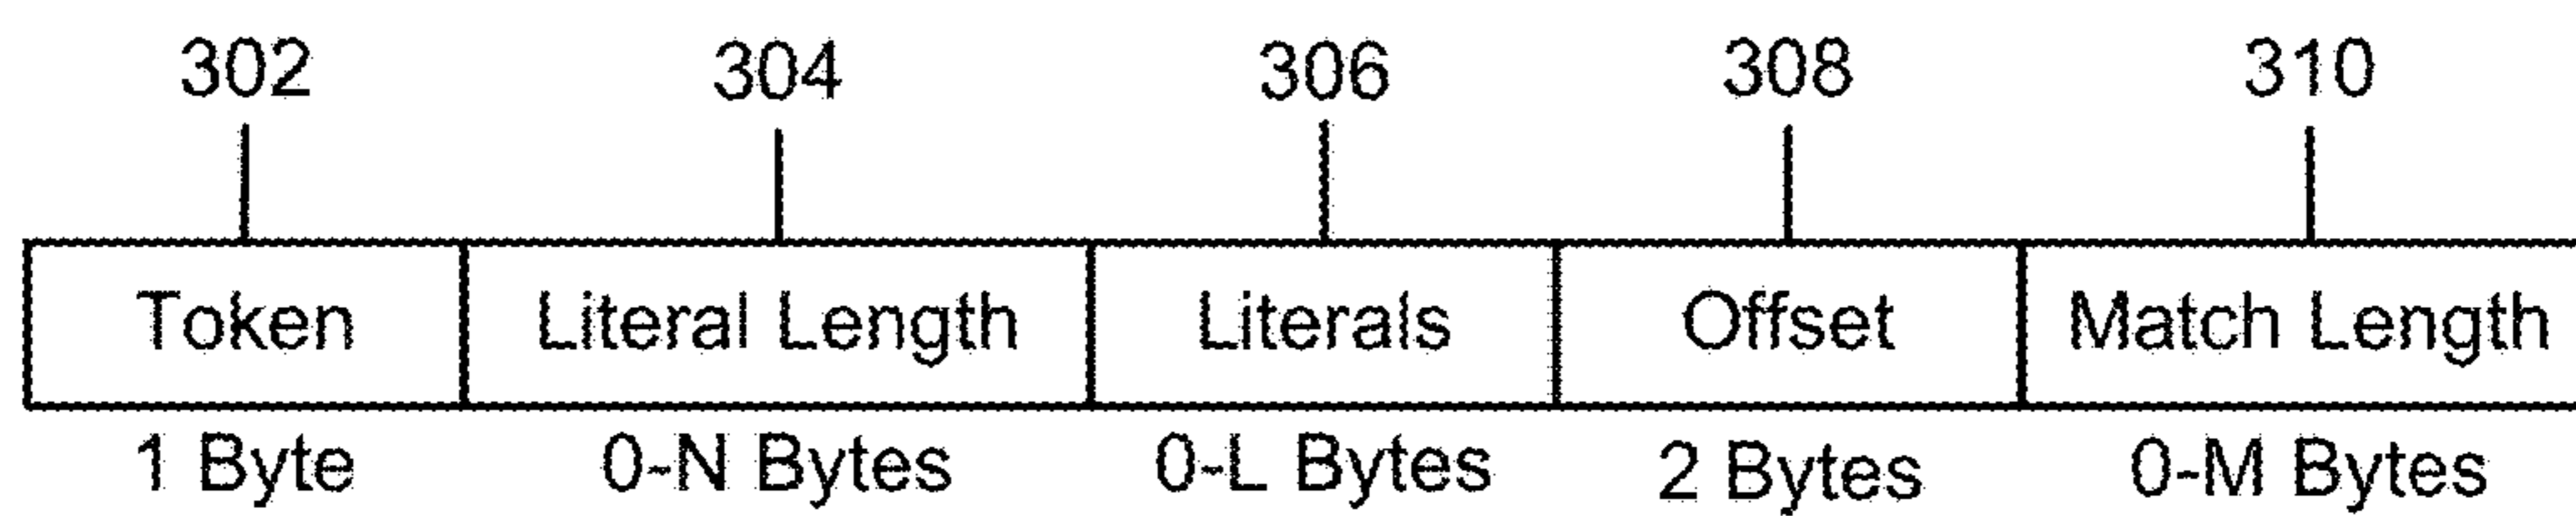 302 304 306 308 310
Token Literal Length Literals Offset Match Length
1 Byte 0-N Bytes 0-L Bytes 2 Bytes 0-M Bytes